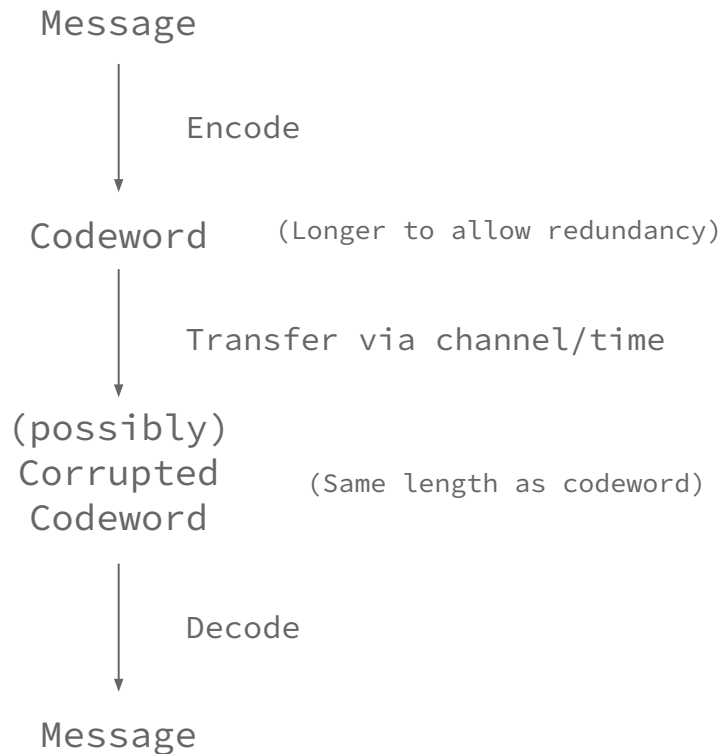 Message
Encode
Codeword
(Longer to allow redundancy)
Transfer via channel/time
(possibly)
Corrupted
Codeword
(Same length as codeword)
Decode
Message